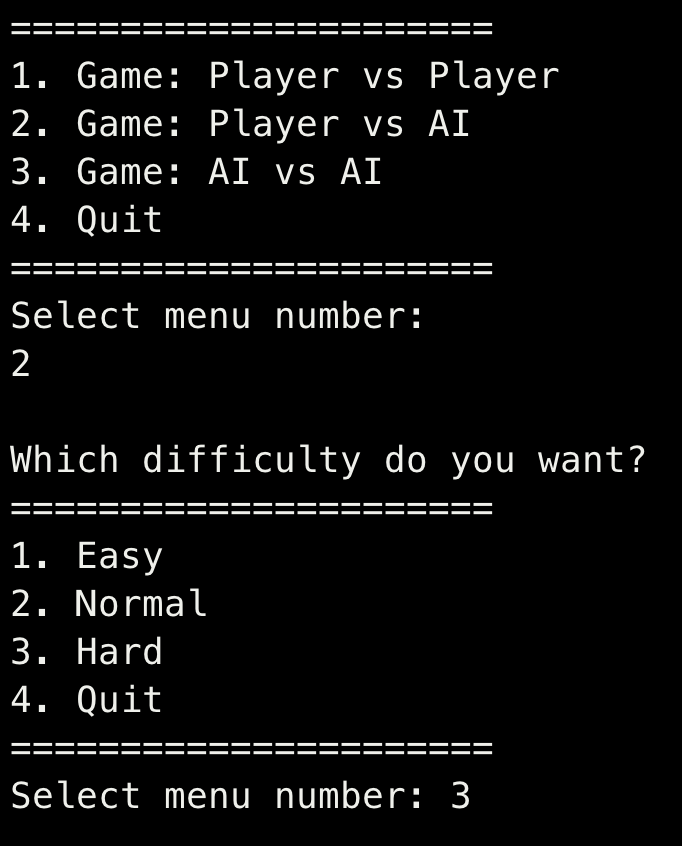 ======================
1. Game: Player vs Player
2. Game: Player vs AI
3. Game: AI vs AI
4. Quit
======================
Select menu number:
2

Which difficulty do you want?
======================
1. Easy
2. Normal
3. Hard
4. Quit
======================
Select menu number: 3